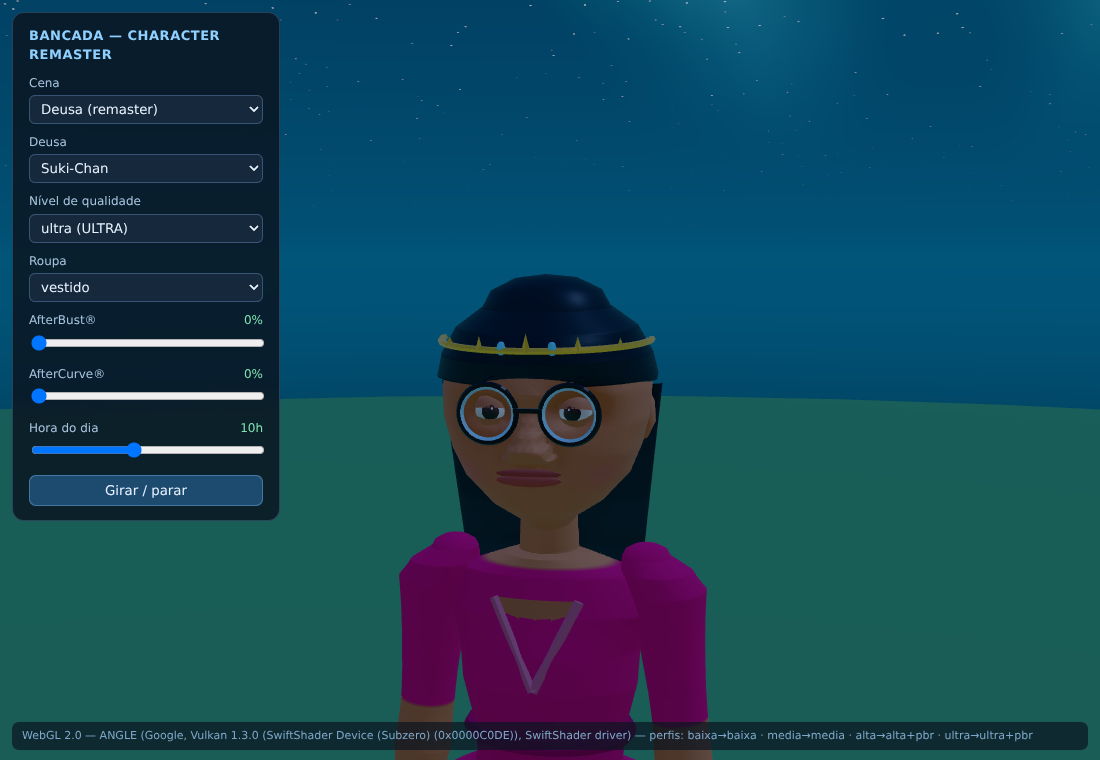 BANCADA — CHARACTER
REMASTER
Cena
Deusa (remaster)
Deusa
Suki-Chan
Nível de qualidade
ultra (ULTRA)
Roupa
vestido
AfterBust® 0%
AfterCurve® 0%
Hora do dia 10h
Girar / parar
WebGL 2.0 — ANGLE (Google, Vulkan 1.3.0 (SwiftShader Device (Subzero) (0x0000C0DE)), SwiftShader driver) — perfis: baixa→baixa · media→media · alta→alta+pbr · ultra→ultra+pbr